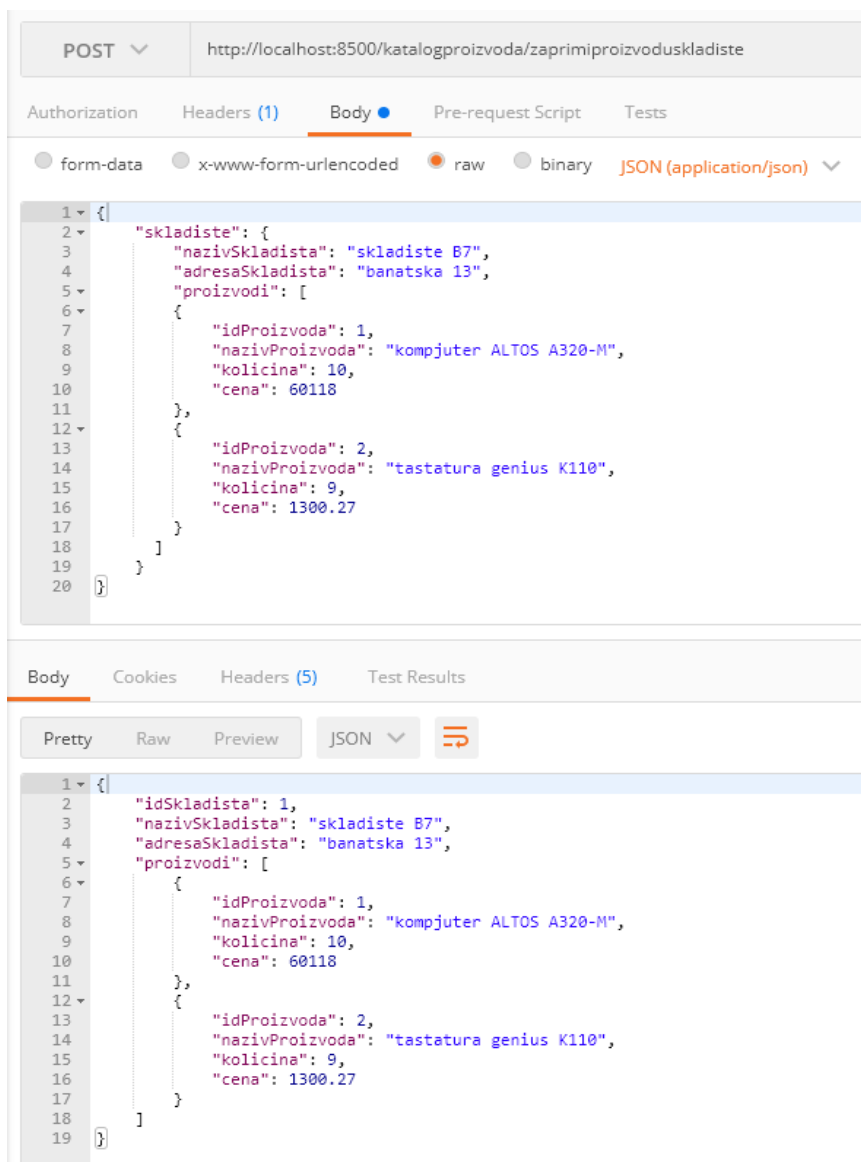 POST http://localhost:8500/katalogproizvoda/zaprimiproizvoduskladiste
Authorization Headers (1) Body Pre-request Script Tests
form-data x-www-form-urlencoded raw binary JSON (application/json)
1 {
2 "skladiste": {
3 "nazivSkladista": "skladiste B7",
4 "adresaSkladista": "banatska 13",
5 "proizvodi": [
6 {
7 "idProizvoda": 1,
8 "nazivProizvoda": "kompjuter ALTOS A320-M",
9 "kolicina": 10,
10 "cena": 60118
11 },
12 {
13 "idProizvoda": 2,
14 "nazivProizvoda": "tastatura genius K110",
15 "kolicina": 9,
16 "cena": 1300.27
17 }
18 ]
19 }
20 }
Body Cookies Headers (5) Test Results
Pretty Raw Preview JSON
1 {
2 "idSkladista": 1,
3 "nazivSkladista": "skladiste B7",
4 "adresaSkladista": "banatska 13",
5 "proizvodi": [
6 {
7 "idProizvoda": 1,
8 "nazivProizvoda": "kompjuter ALTOS A320-M",
9 "kolicina": 10,
10 "cena": 60118
11 },
12 {
13 "idProizvoda": 2,
14 "nazivProizvoda": "tastatura genius K110",
15 "kolicina": 9,
16 "cena": 1300.27
17 }
18 ]
19 }